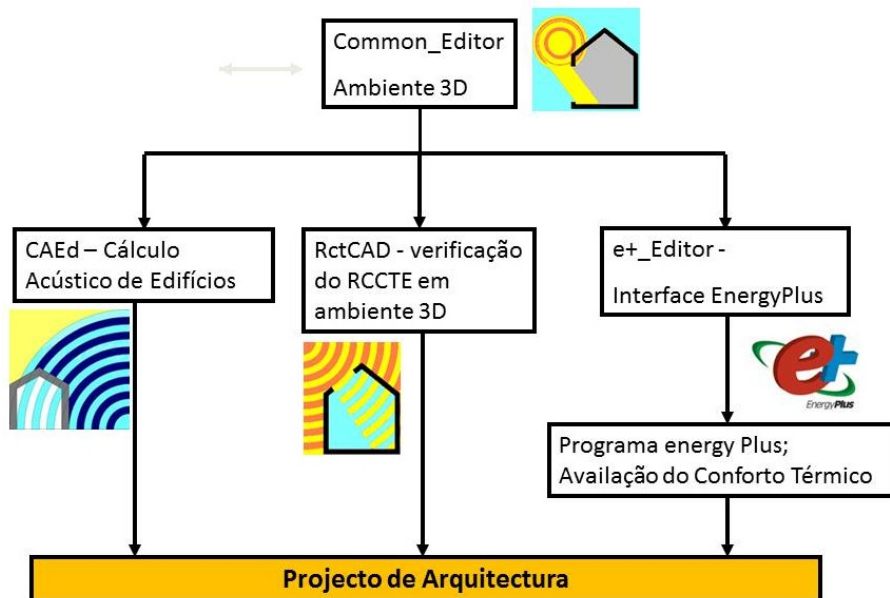 Common_Editor
Ambiente 3D
CAEd – Cálculo
Acústico de Edifícios
RctCAD - verificação
do RCCTE em
ambiente 3D
e+_Editor -
Interface EnergyPlus
e+
EnergyPlus
Programa energy Plus;
Availação do Conforto Térmico
Projecto de Arquitectura